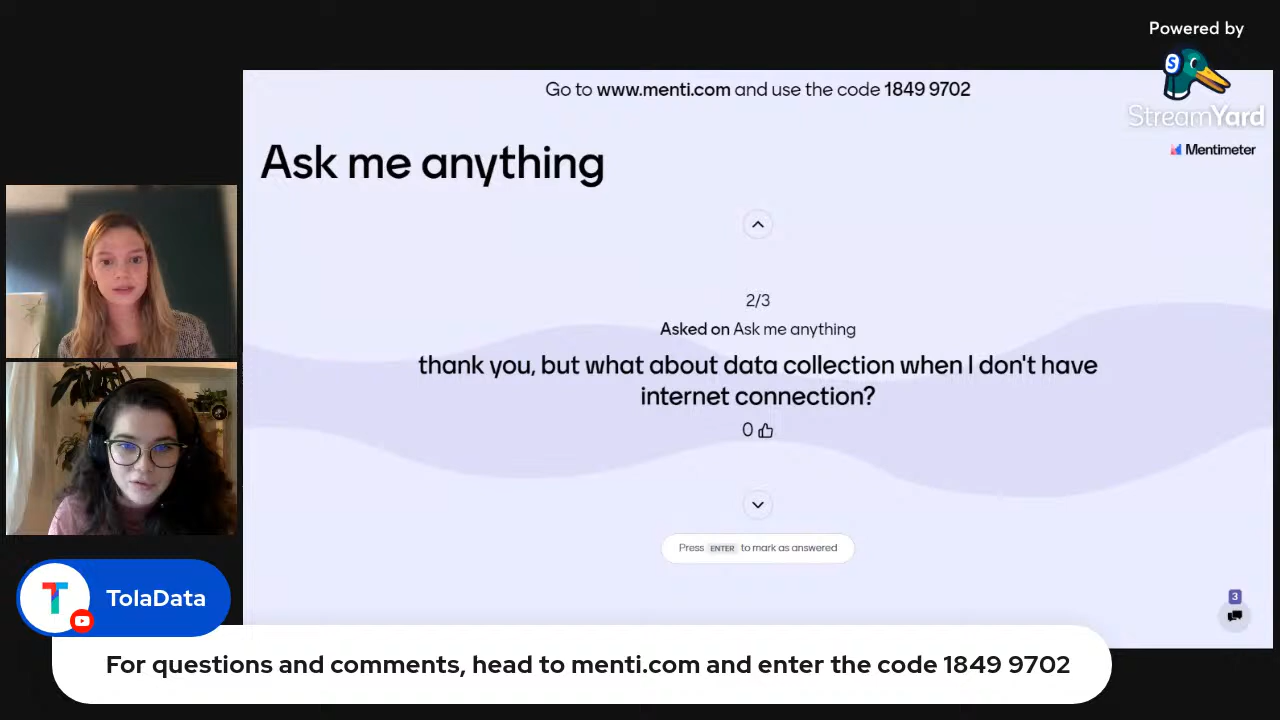 Powered by
S
StreamYard
Go to www.menti.com and use the code 1849 9702
Mentimeter
Ask me anything
2/3
Asked on Ask me anything
thank you, but what about data collection when I don't have
internet connection?
0
Press ENTER to mark as answered
3
T
TolaData
For questions and comments, head to menti.com and enter the code 1849 9702